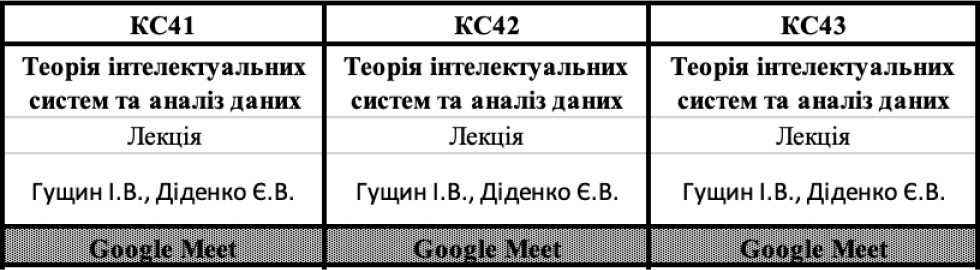 КС41 КС42 КС43
Теорія інтелектуальних Теорія інтелектуальних Теорія інтелектуальних
систем та аналіз даних систем та аналіз даних систем та аналіз даних
Лекція Лекція Лекція
Гущин І.В., Діденко Є.В. Гущин І.В., Діденко Є.В. Гущин І.В., Діденко Є.В.
Google Meet Google Meet Google Meet